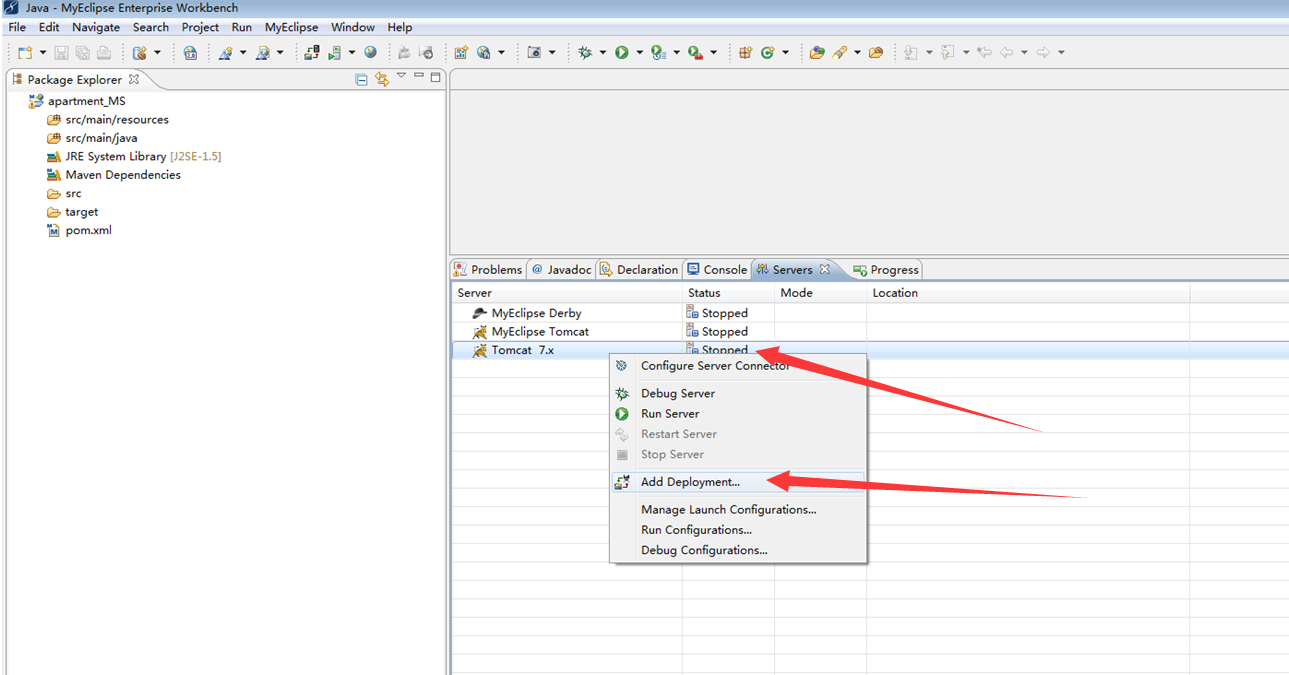 Java - MyEclipse Enterprise Workbench
File Edit Navigate Search Project Run MyEclipse Window Help
Package Explorer
apartment_MS
src/main/resources
src/main/java
JRE System Library [J2SE-1.5]
Maven Dependencies
src
target
pom.xml
Problems @ Javadoc Declaration Console Servers Progress
Server Status Mode Location
MyEclipse Derby Stopped
MyEclipse Tomcat Stopped
Tomcat 7.x Stopped
Configure Server Connector
Debug Server
Run Server
Restart Server
Stop Server
Add Deployment...
Manage Launch Configurations...
Run Configurations...
Debug Configurations...